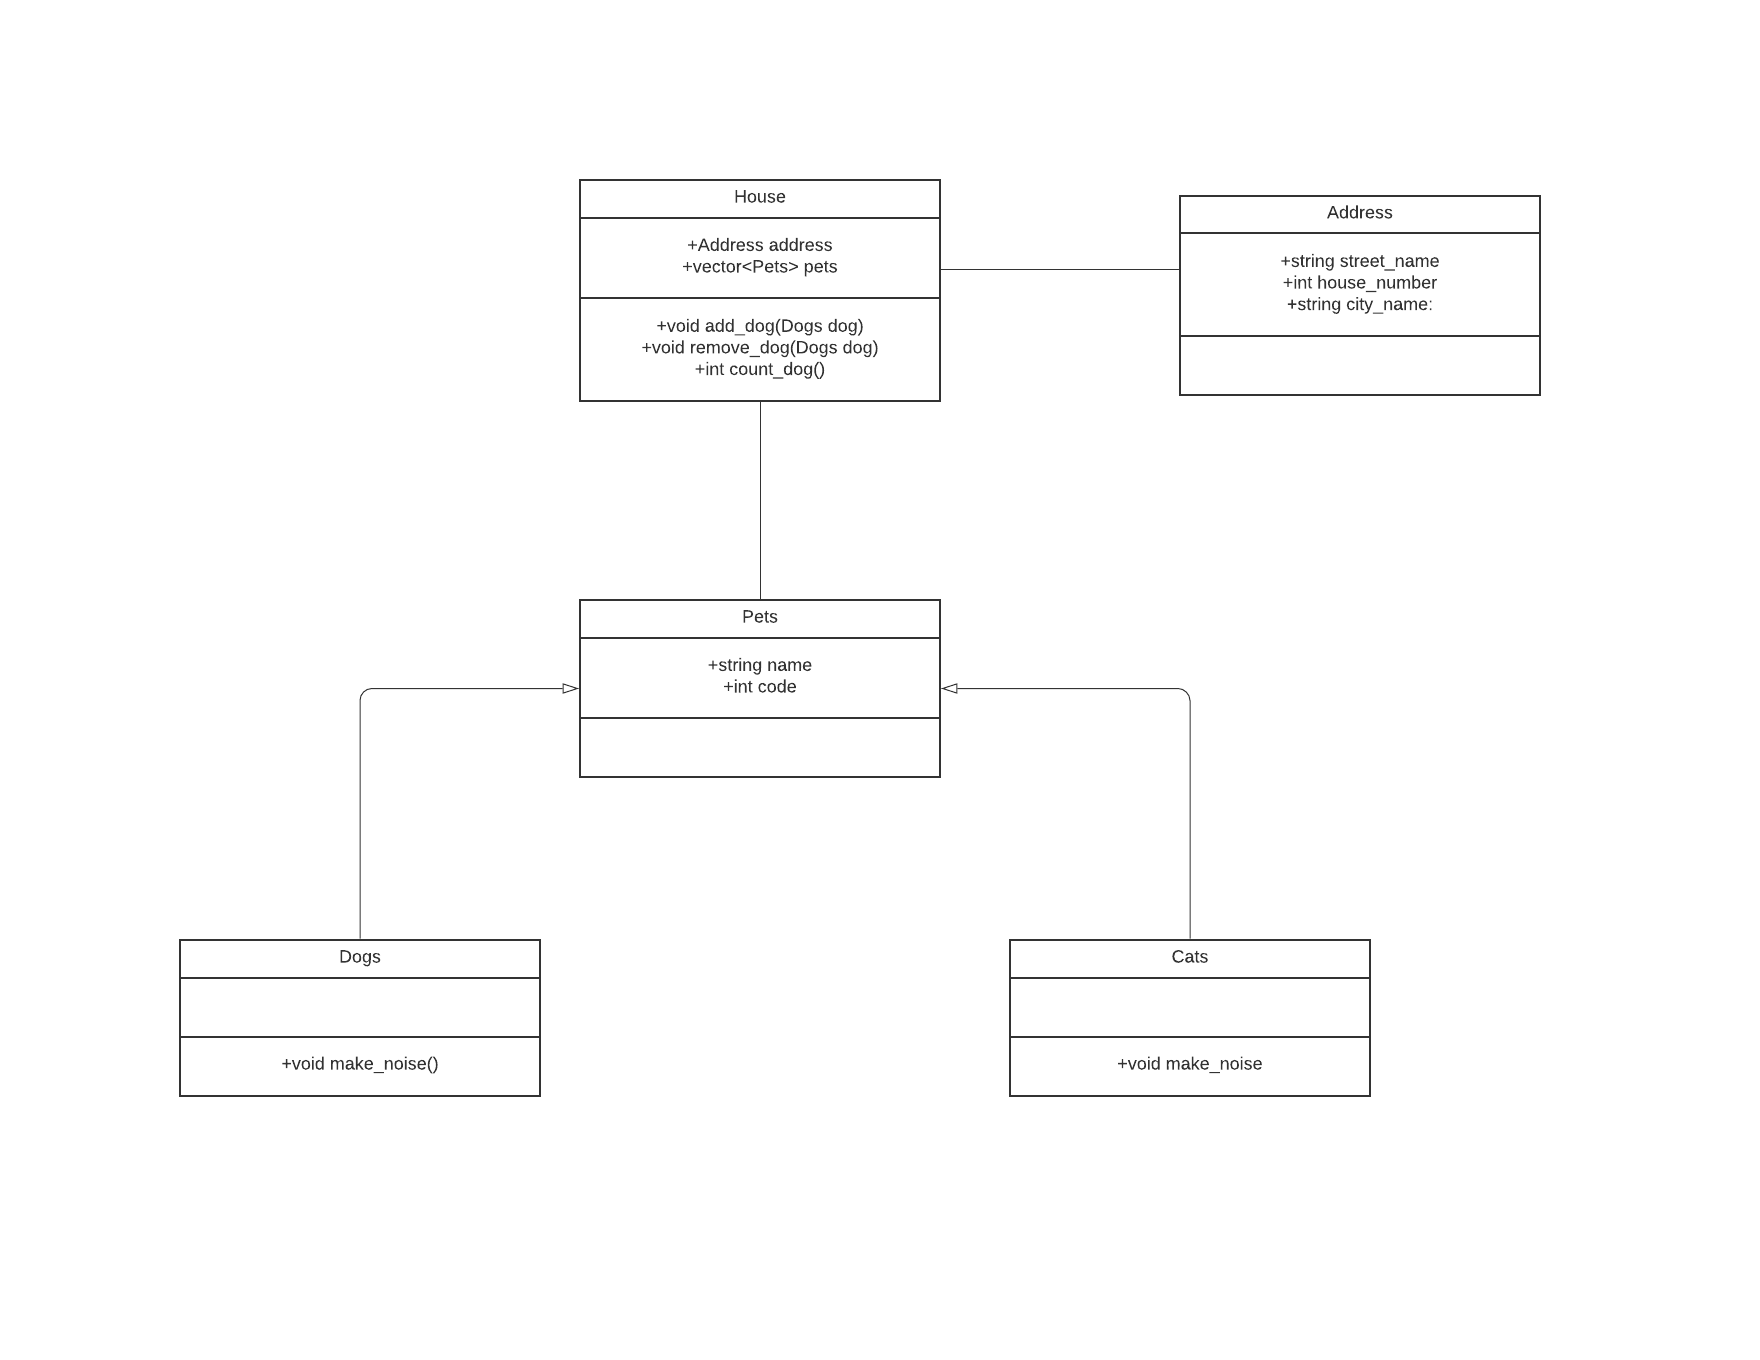 House
+Address address
+vector<Pets> pets
+void add_dog(Dogs dog)
+void remove_dog(Dogs dog)
+int count_dog()
Address
+string street_name
+int house_number
+string city_name:
Pets
+string name
+int code
Dogs
+void make_noise()
Cats
+void make_noise